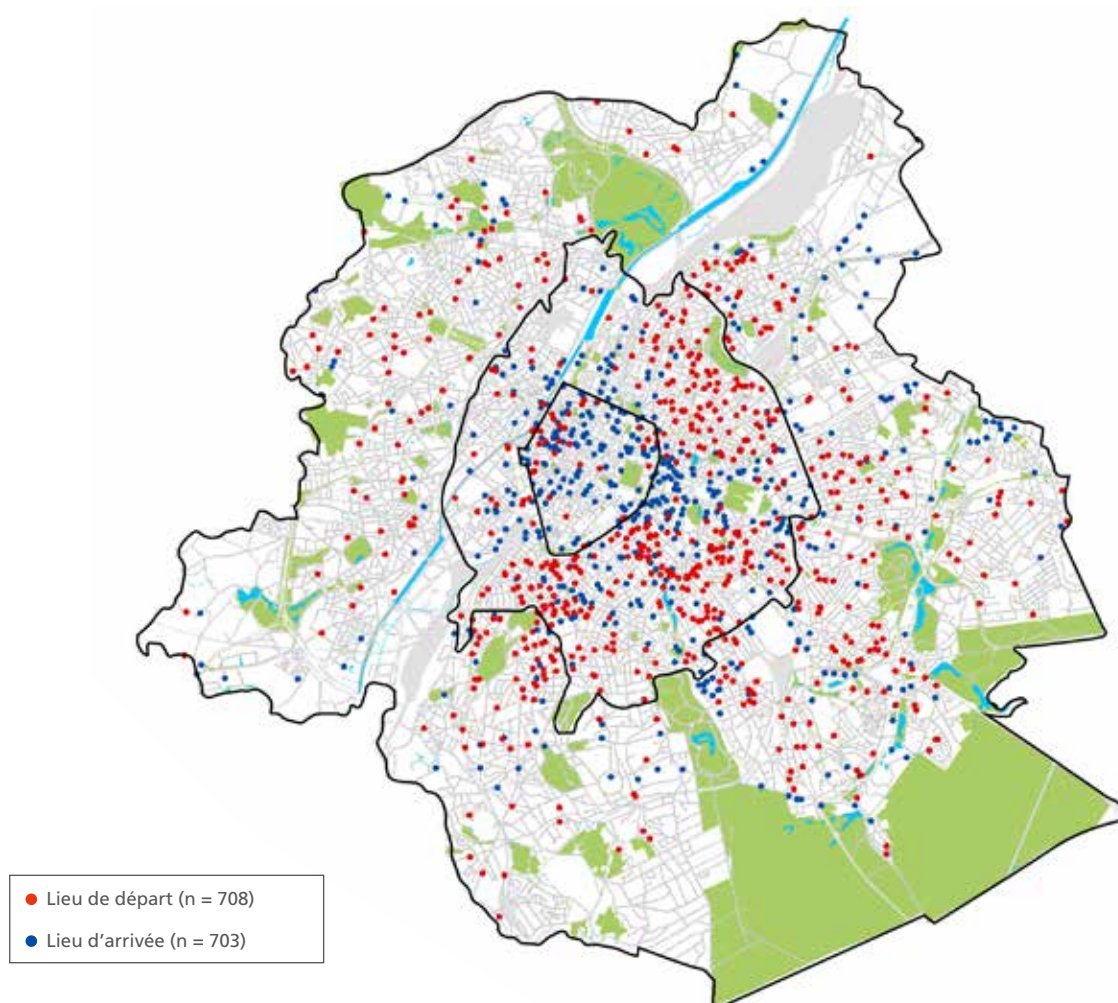 Lieu de départ (n = 708)
Lieu d’arrivée (n = 703)